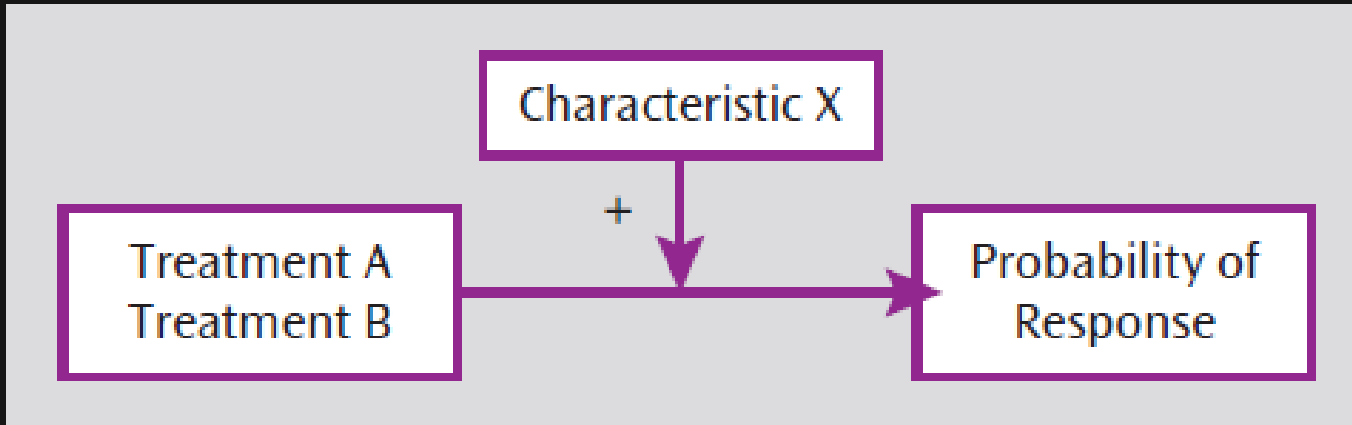 Characteristic X
+
Treatment A
Treatment B
Probability of
Response